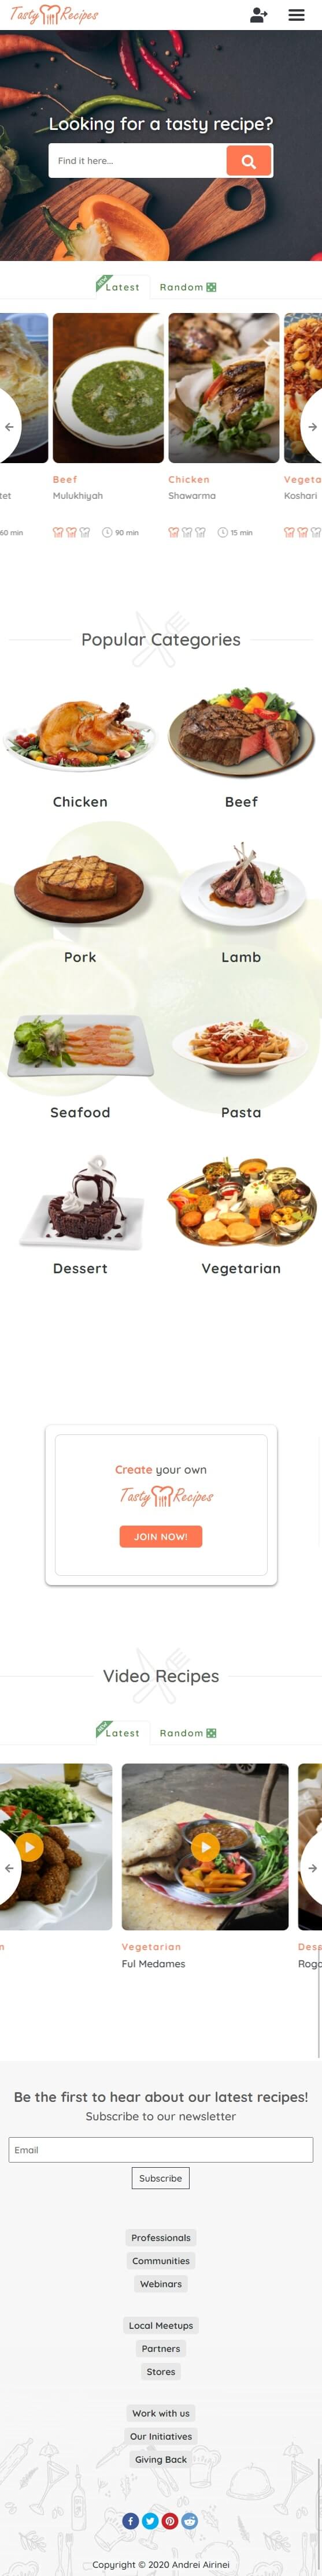 Tasty Recipes
Looking for a tasty recipe?
Find it here...
NEW
Latest Random
Beef Chicken Vegeta
tet Mulukhiyah Shawarma Koshari
60 min 90 min 15 min
Popular Categories
Chicken Beef
Pork Lamb
Seafood Pasta
Dessert Vegetarian
Create your own
Tasty Recipes
JOIN NOW!
Video Recipes
NEW
Latest Random
n Vegetarian Dess
Ful Medames Roga
Be the first to hear about our latest recipes!
Subscribe to our newsletter
Email
Subscribe
Professionals
Communities
Webinars
Local Meetups
Partners
Stores
Work with us
Our Initiatives
Giving Back
Copyright © 2020 Andrei Airinei